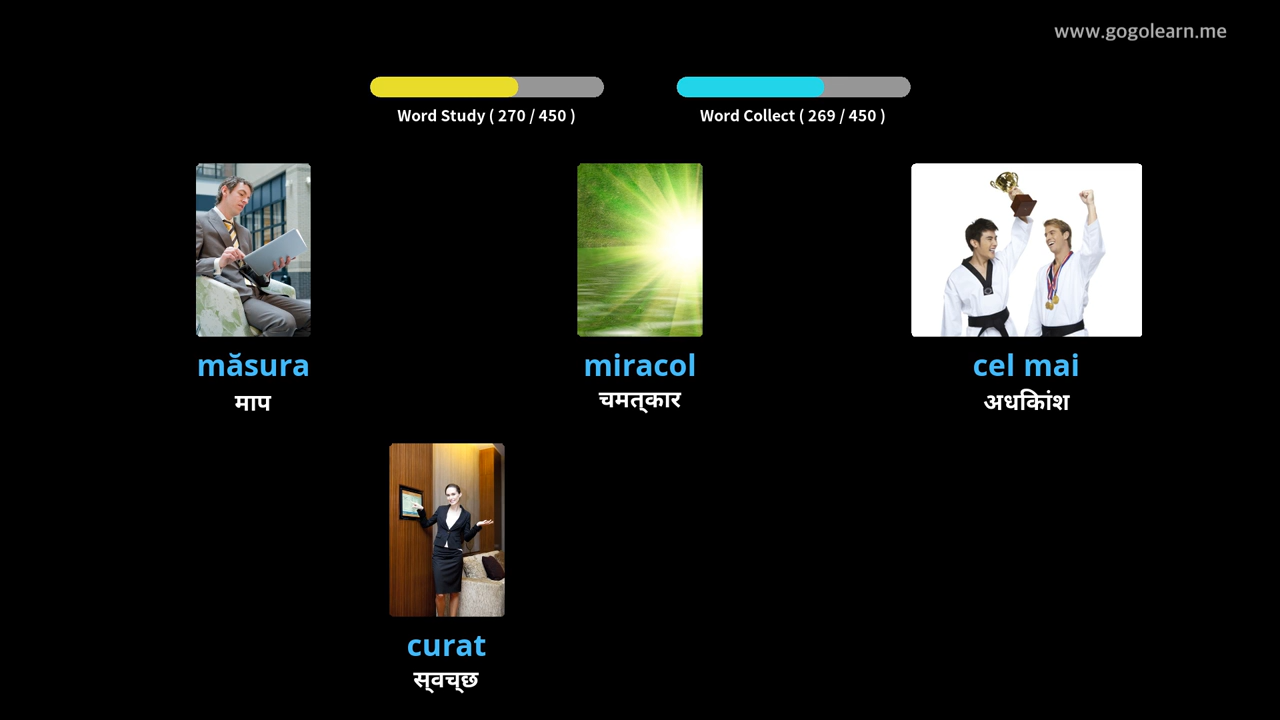 www.gogolearn.me
Word Study ( 270 / 450 )
Word Collect ( 269 / 450 )
măsura
माप
miracol
चमत्कार
cel mai
अधिकांश
curat
स्वच्छ